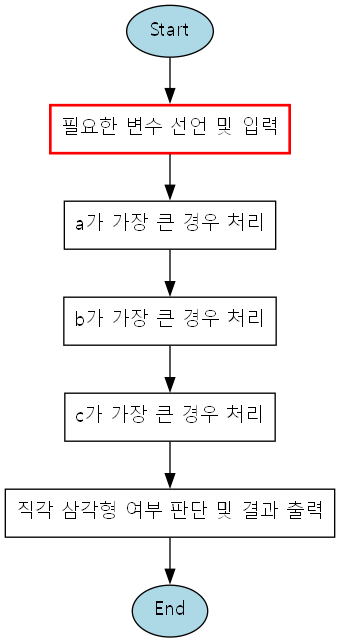 Start
필요한 변수 선언 및 입력
a가 가장 큰 경우 처리
b가 가장 큰 경우 처리
c가 가장 큰 경우 처리
직각 삼각형 여부 판단 및 결과 출력
End